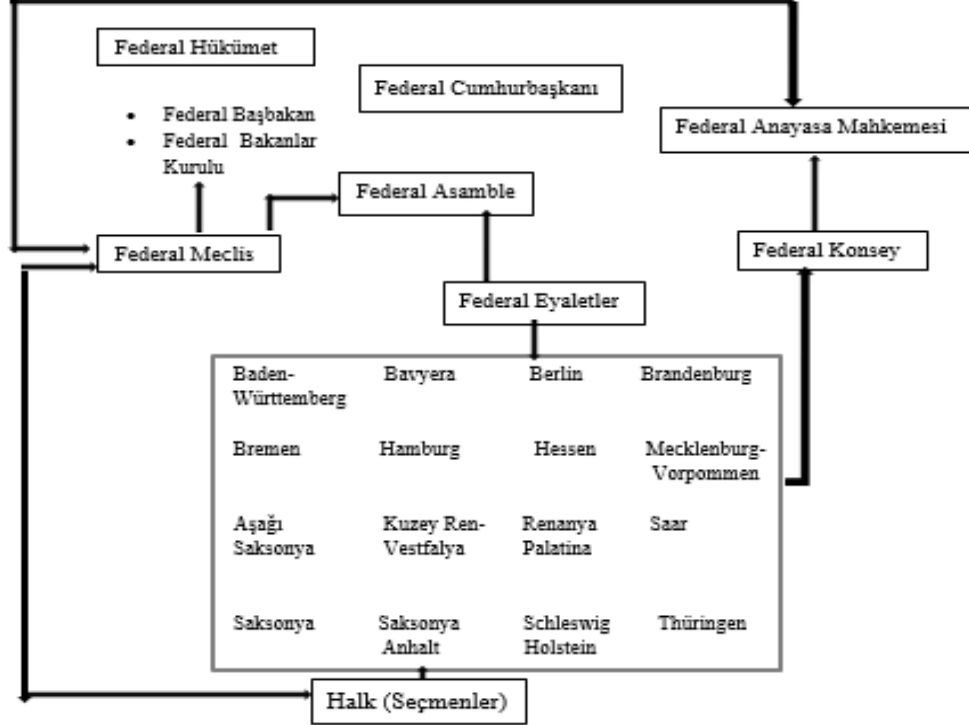 Federal Hükümet
Federal Cumhurbaşkanı
• Federal Başbakan
• Federal Bakanlar
Kurulu
Federal Anayasa Mahkemesi
Federal Asamble
Federal Meclis
Federal Konsey
Federal Eyaletler
Baden-
Württemberg
Bavyera
Berlin
Brandenburg
Bremen
Hamburg
Hessen
Mecklenburg-
Vorpommen
Aşağı
Saksonya
Kuzey Ren-
Vestfalya
Renanya
Palatina
Saar
Saksonya
Saksonya
Anhalt
Schleswig
Holstein
Thüringen
Halk (Seçmenler)